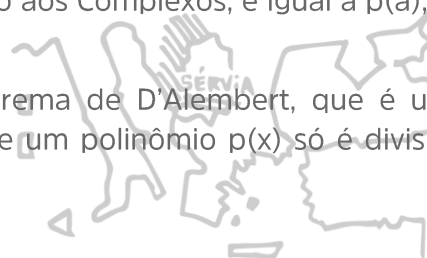 aos Complexos, é igual a p(a),
SÉRVIA
rema de D'Alembert, que é u
e um polinômio p(x) só é divis